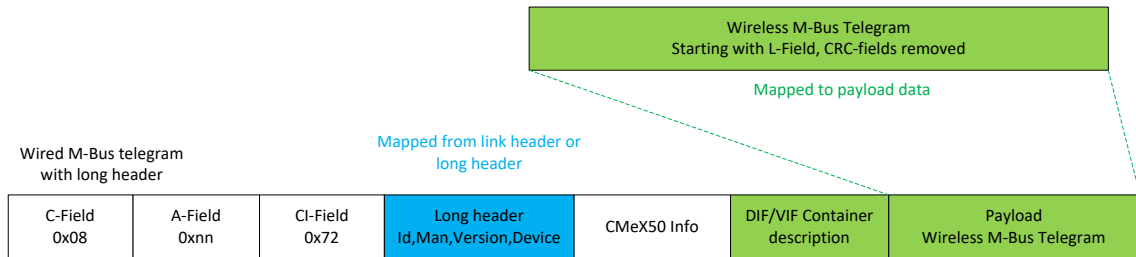 Wireless M-Bus Telegram
Starting with L-Field, CRC-fields removed
Mapped to payload data
Mapped from link header or
long header
Wired M-Bus telegram
with long header
C-Field
0x08
A-Field
0xnn
CI-Field
0x72
Long header
Id,Man,Version,Device
CMeX50 Info
DIF/VIF Container
description
Payload
Wireless M-Bus Telegram